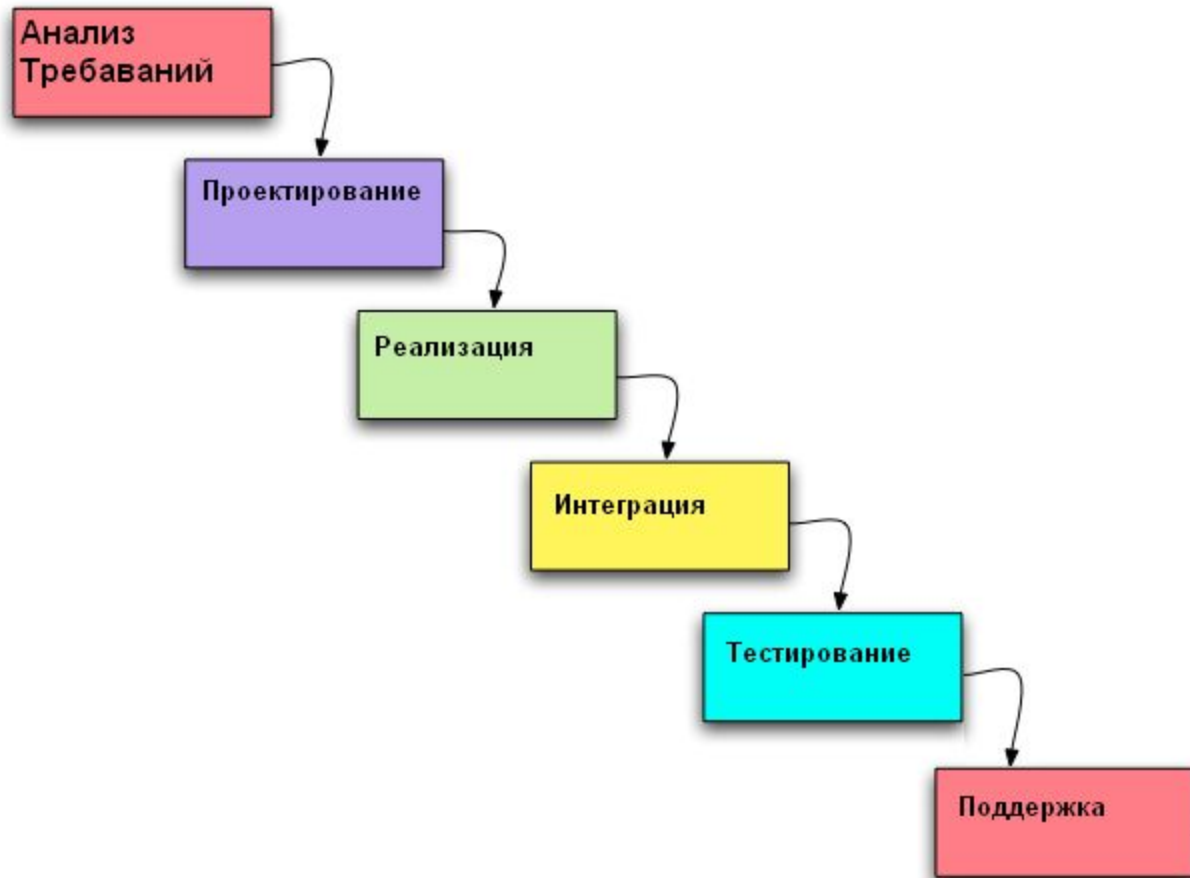 Анализ
Требаваний
Проектирование
Реализация
Интеграция
Тестирование
Поддержка